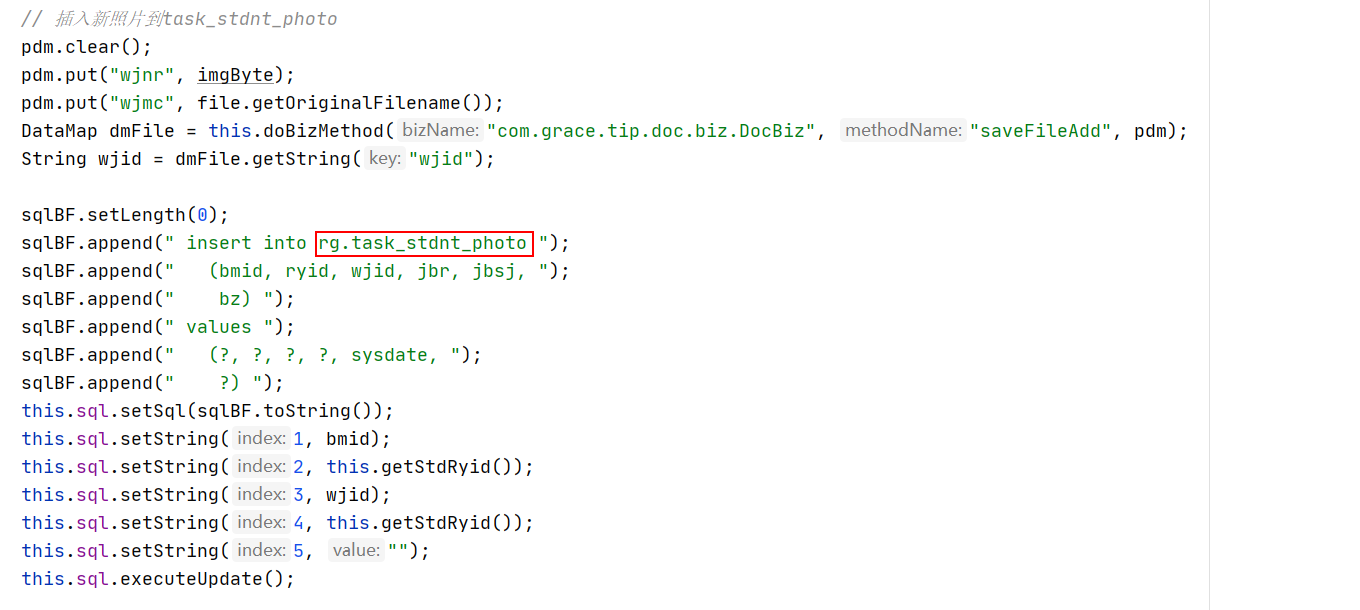 // 插入新照片到task_stdnt_photo
pdm.clear();
pdm.put("wjnr", imgByte);
pdm.put("wjmc", file.getOriginalFilename());
DataMap dmFile = this.doBizMethod( bizName: "com.grace.tip.doc.biz.DocBiz", methodName: "saveFileAdd", pdm);
String wjid = dmFile.getString( key: "wjid");
sqlBF.setLength(0);
sqlBF.append(" insert into rg.task_stdnt_photo ");
sqlBF.append("   (bmid, ryid, wjid, jbr, jbsj, ");
sqlBF.append("    bz) ");
sqlBF.append(" values ");
sqlBF.append("   (?, ?, ?, ?, sysdate, ");
sqlBF.append("    ?) ");
this.sql.setSql(sqlBF.toString());
this.sql.setString( index: 1, bmid);
this.sql.setString( index: 2, this.getStdRyid());
this.sql.setString( index: 3, wjid);
this.sql.setString( index: 4, this.getStdRyid());
this.sql.setString( index: 5, value: "");
this.sql.executeUpdate();